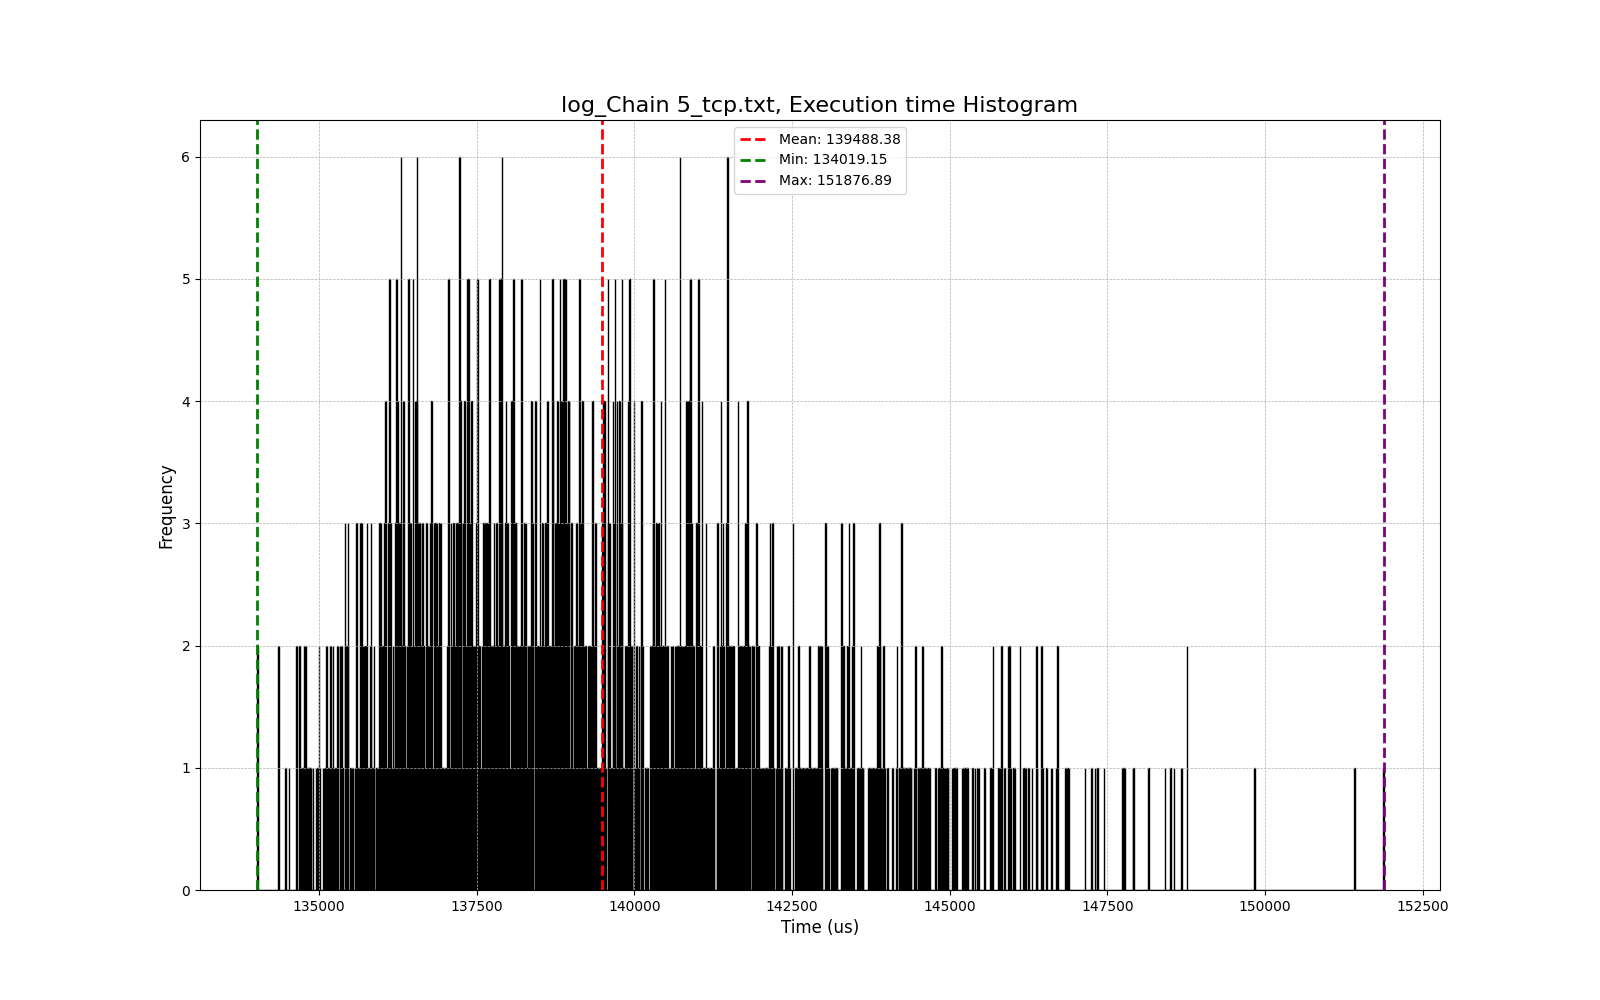 log_Chain 5_tcp.txt, Execution time Histogram
Mean: 139488.38
Min: 134019.15
Max: 151876.89
Frequency
6
5
4
3
2
1
0
135000 137500 140000 142500 145000 147500 150000 152500
Time (us)